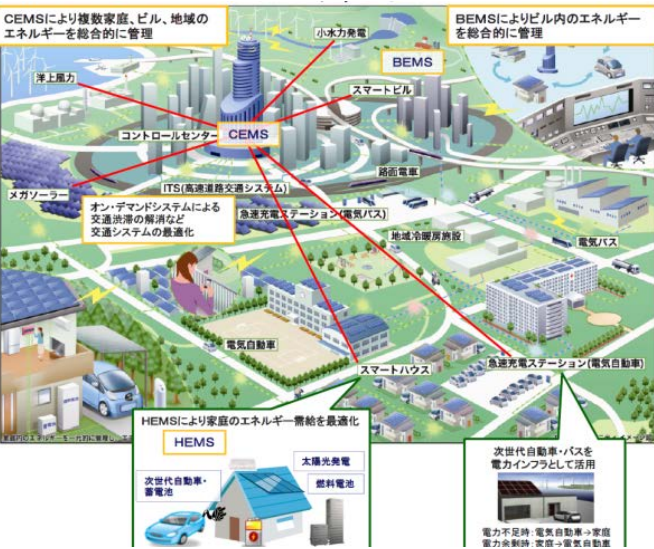 CEMSにより複数家庭、ビル、地域の
エネルギーを総合的に管理
BEMSによりビル内のエネルギー
を総合的に管理
小水力発電
BEMS
洋上風力
スマートビル
コントロールセンター
CEMS
路面電車
メガソーラー
ITS(高速道路交通システム)
オン・デマンドシステムによる
交通渋滞の解消など
交通システムの最適化
急速充電ステーション(電気バス)
地域冷暖房施設
電気バス
電気自動車
スマートハウス
急速充電ステーション(電気自動車)
HEMSにより家庭のエネルギー需給を最適化
HEMS
太陽光発電
次世代自動車・
蓄電池
燃料電池
次世代自動車・バスを
電力インフラとして活用
電力不足時:電気自動車→家庭
電力余剰時:家庭→電気自動車